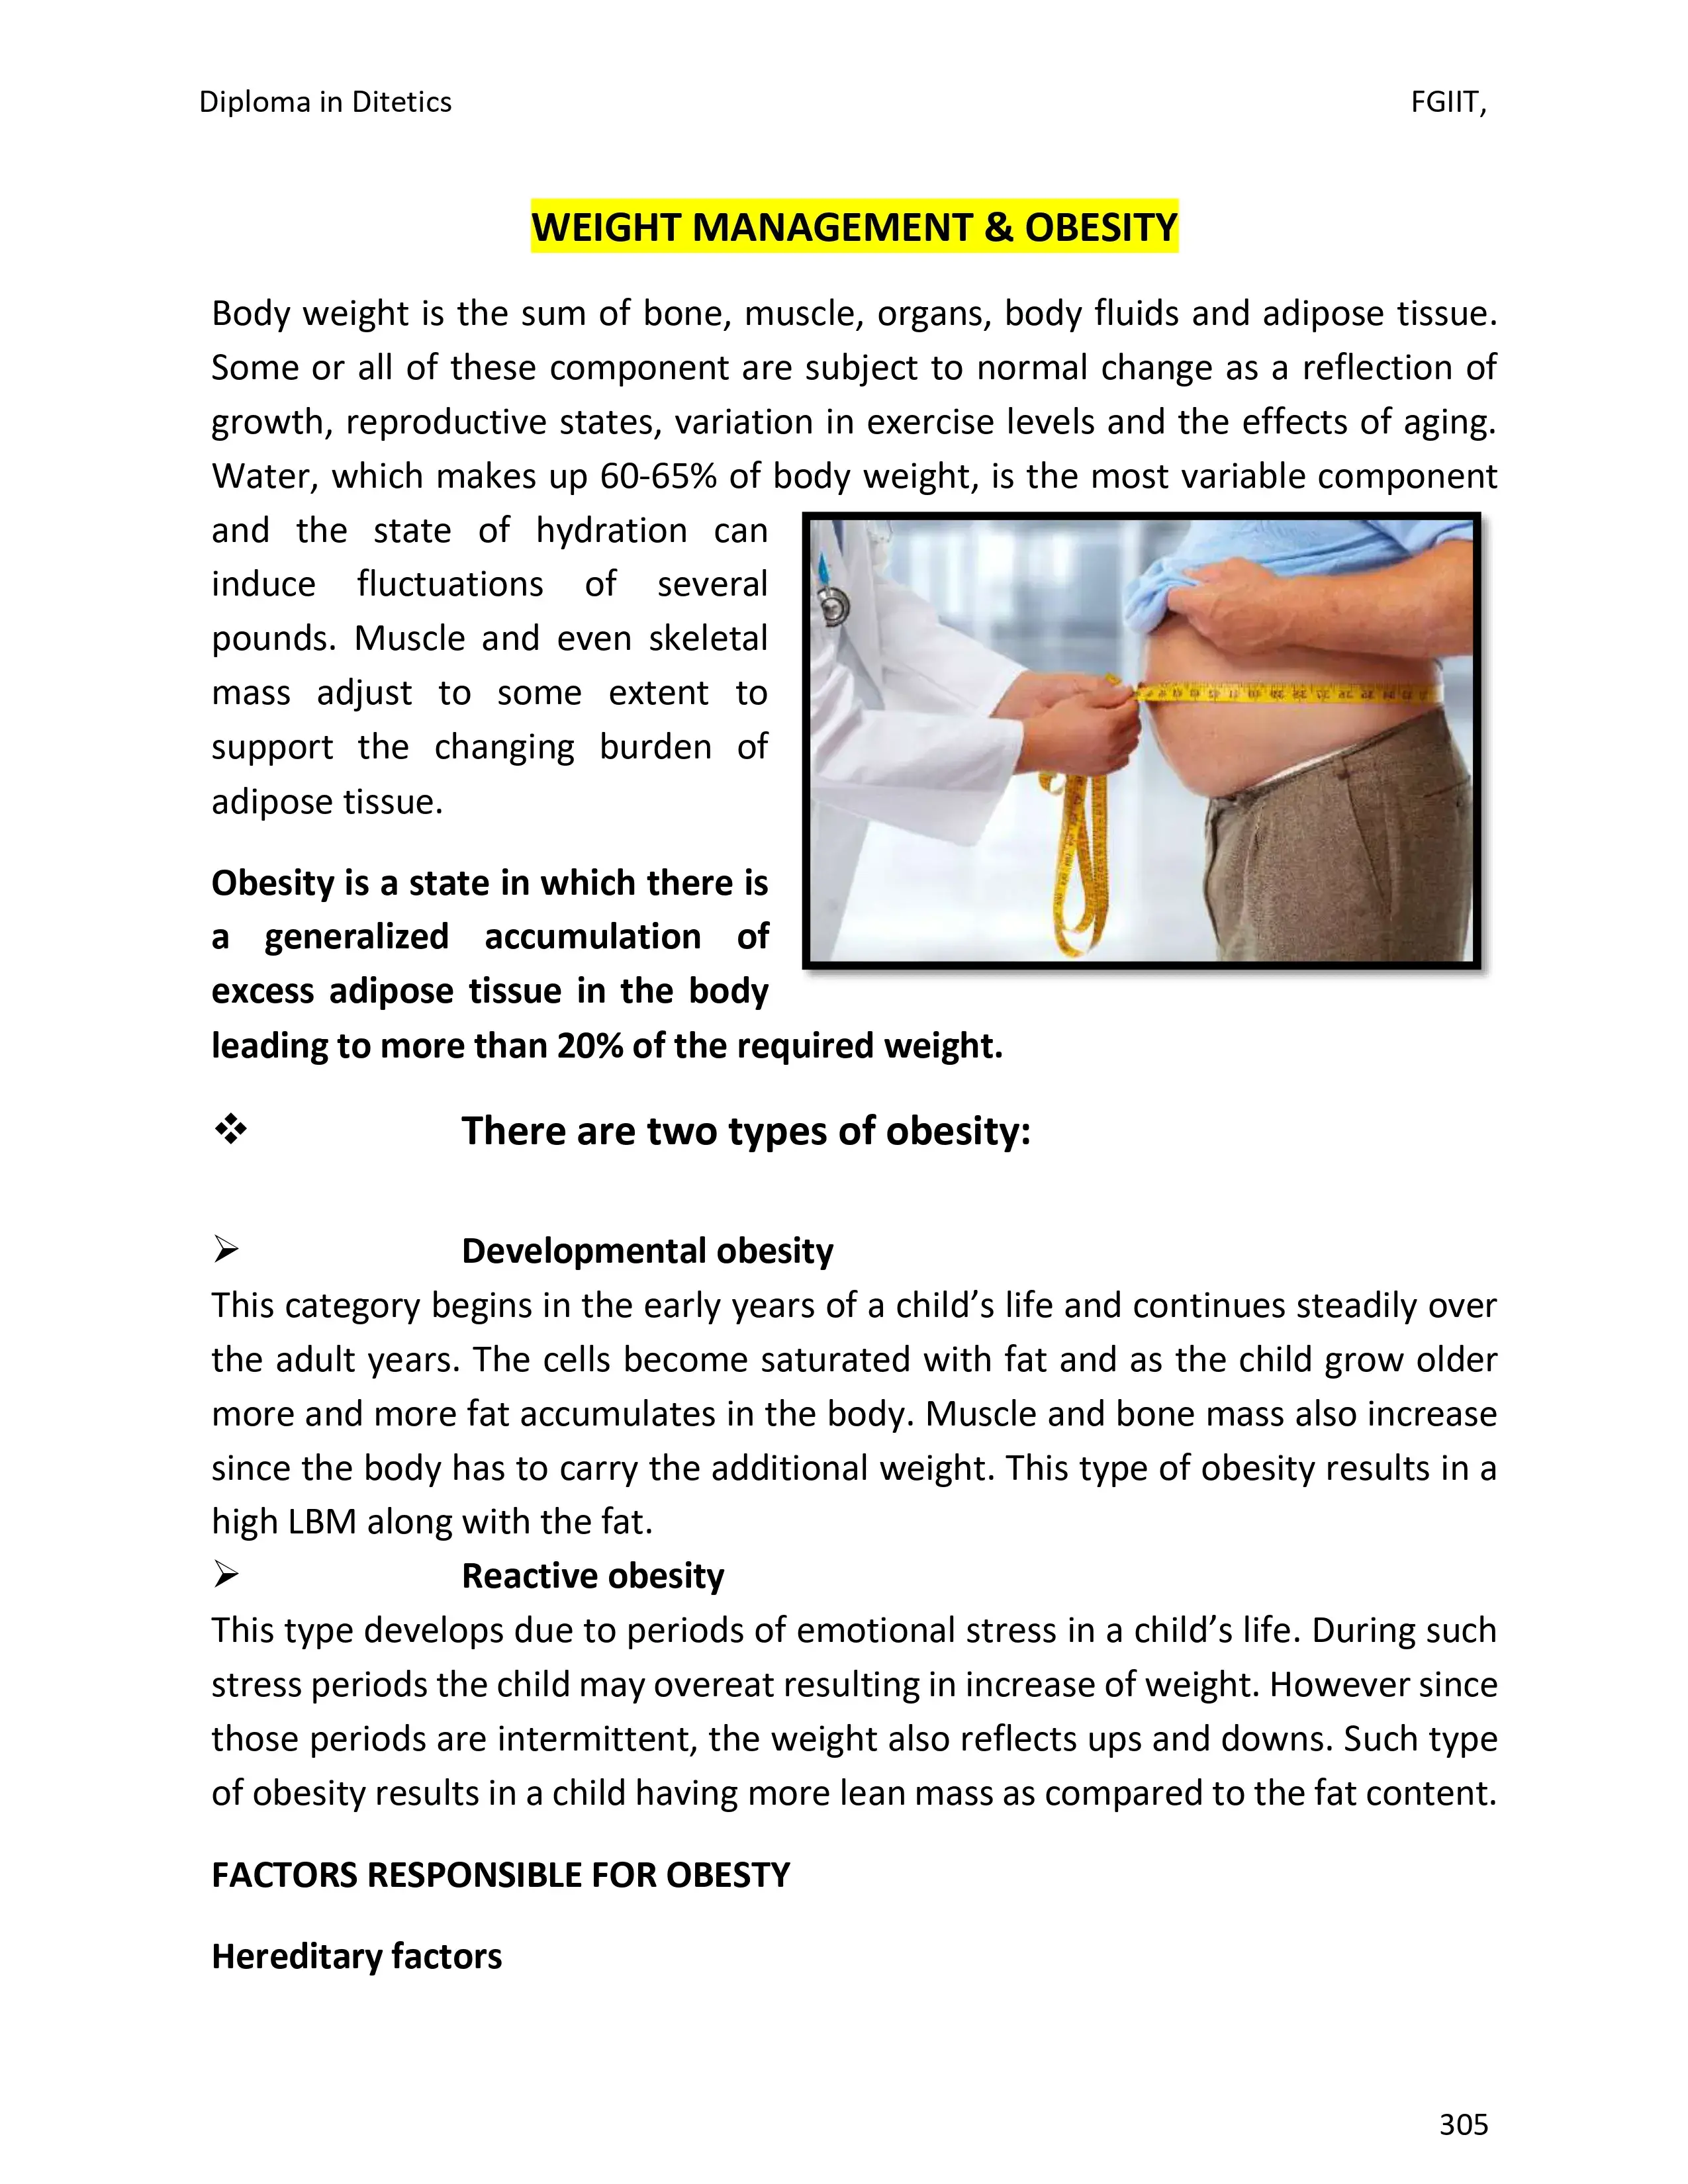 Diploma in Ditetics FGIIT,
WEIGHT MANAGEMENT & OBESITY
Body weight is the sum of bone, muscle, organs, body fluids and adipose tissue.
Some or all of these component are subject to normal change as a reflection of
growth, reproductive states, variation in exercise levels and the effects of aging.
Water, which makes up 60-65% of body weight, is the most variable component
and the state of hydration can
induce fluctuations of several
pounds. Muscle and even skeletal
mass adjust to some extent to
support the changing burden of
adipose tissue.
Obesity is a state in which there is
a generalized accumulation of
excess adipose tissue in the body
leading to more than 20% of the required weight.
❖ There are two types of obesity:
➢ Developmental obesity
This category begins in the early years of a child’s life and continues steadily over
the adult years. The cells become saturated with fat and as the child grow older
more and more fat accumulates in the body. Muscle and bone mass also increase
since the body has to carry the additional weight. This type of obesity results in a
high LBM along with the fat.
➢ Reactive obesity
This type develops due to periods of emotional stress in a child’s life. During such
stress periods the child may overeat resulting in increase of weight. However since
those periods are intermittent, the weight also reflects ups and downs. Such type
of obesity results in a child having more lean mass as compared to the fat content.
FACTORS RESPONSIBLE FOR OBESTY
Hereditary factors
305